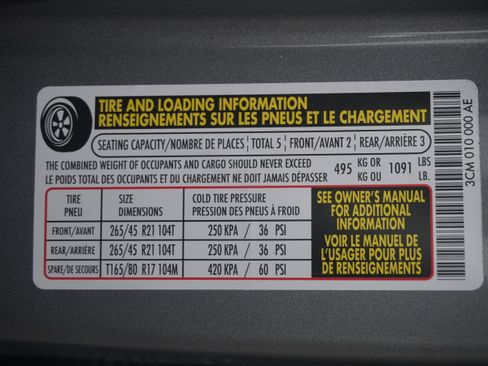 TIRE AND LOADING INFORMATION
RENSEIGNEMENTS SUR LES PNEUS ET LE CHARGEMENT
SEATING CAPACITY/NOMBRE DE PLACES TOTAL 5 FRONT/AVANT 2 REAR/ARRIÈRE 3
THE COMBINED WEIGHT OF OCCUPANTS AND CARGO SHOULD NEVER EXCEED 495 KG OR 1091 LBS
LE POIDS TOTAL DES OCCUPANTS ET DU CHARGEMENT NE DOIT JAMAIS DÉPASSER KG OU LB.
TIRE SIZE COLD TIRE PRESSURE
PNEU DIMENSIONS PRESSION DES PNEUS À FROID
FRONT/AVANT 265/45 R21 104T 250 KPA / 36 PSI
REAR/ARRIÈRE 265/45 R21 104T 250 KPA / 36 PSI
SPARE/DE SECOURS T165/80 R17 104M 420 KPA / 60 PSI
SEE OWNER'S MANUAL
FOR ADDITIONAL
INFORMATION
VOIR LE MANUEL DE
L'USAGER POUR PLUS
DE RENSEIGNEMENTS
3CM 010 000 AE